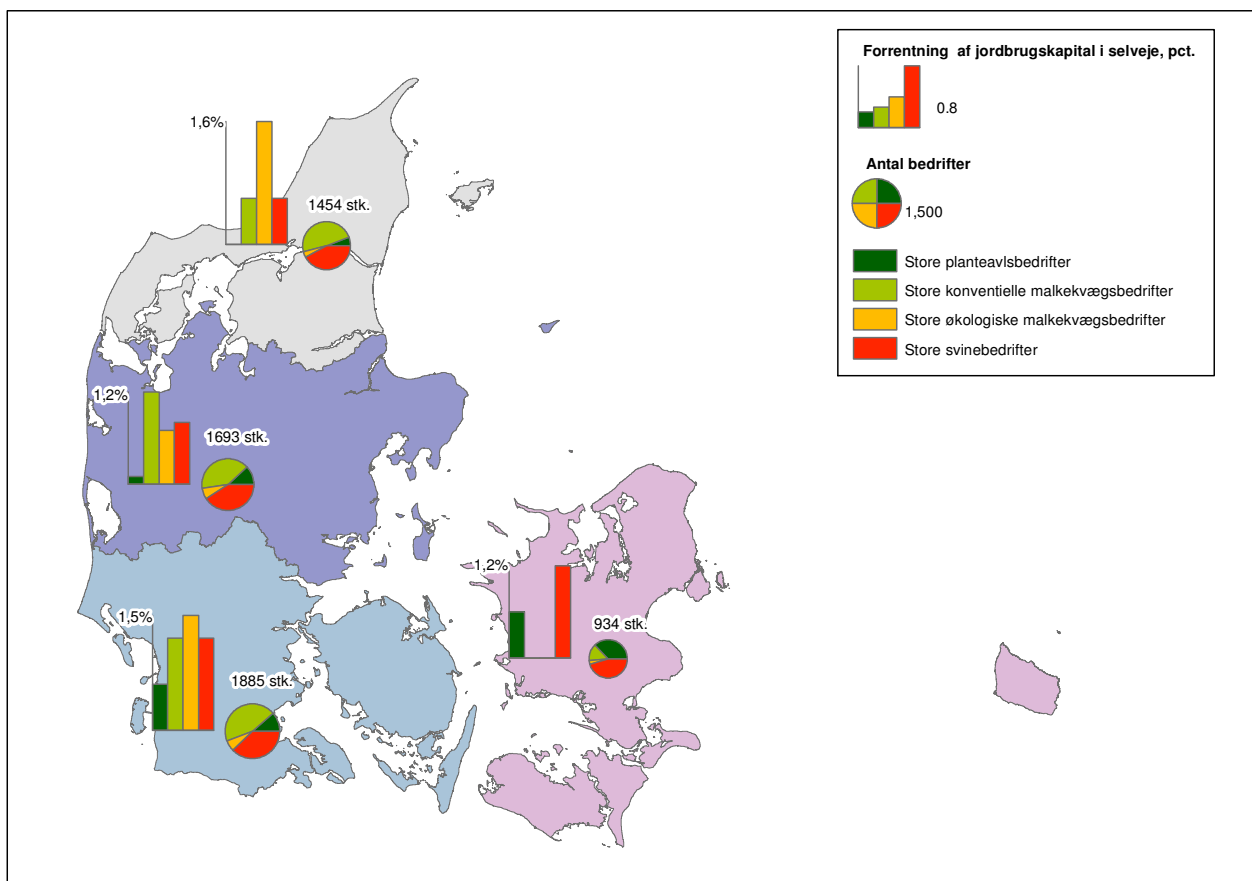 Forrentning af jordbrugskapital i selveje, pct.
0.8
Antal bedrifter
1,500
Store planteavlsbedrifter
Store konventielle malkekvægsbedrifter
Store økologiske malkekvægsbedrifter
Store svinebedrifter
1,6%
1454 stk.
1,2%
1693 stk.
1,2%
934 stk.
1,5%
1885 stk.